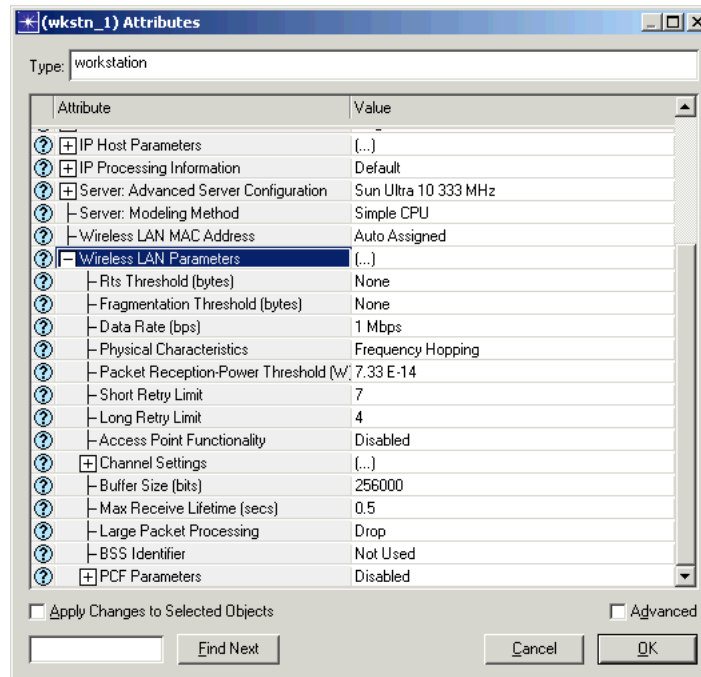 (wkstn_1) Attributes
Type: workstation
Attribute Value
IP Host Parameters (...)
IP Processing Information Default
Server: Advanced Server Configuration Sun Ultra 10 333 MHz
Server: Modeling Method Simple CPU
Wireless LAN MAC Address Auto Assigned
Wireless LAN Parameters (...)
Rts Threshold (bytes) None
Fragmentation Threshold (bytes) None
Data Rate (bps) 1 Mbps
Physical Characteristics Frequency Hopping
Packet Reception-Power Threshold (W) 7.33 E-14
Short Retry Limit 7
Long Retry Limit 4
Access Point Functionality Disabled
Channel Settings (...)
Buffer Size (bits) 256000
Max Receive Lifetime (secs) 0.5
Large Packet Processing Drop
BSS Identifier Not Used
PCF Parameters Disabled
Apply Changes to Selected Objects Advanced
Find Next Cancel OK